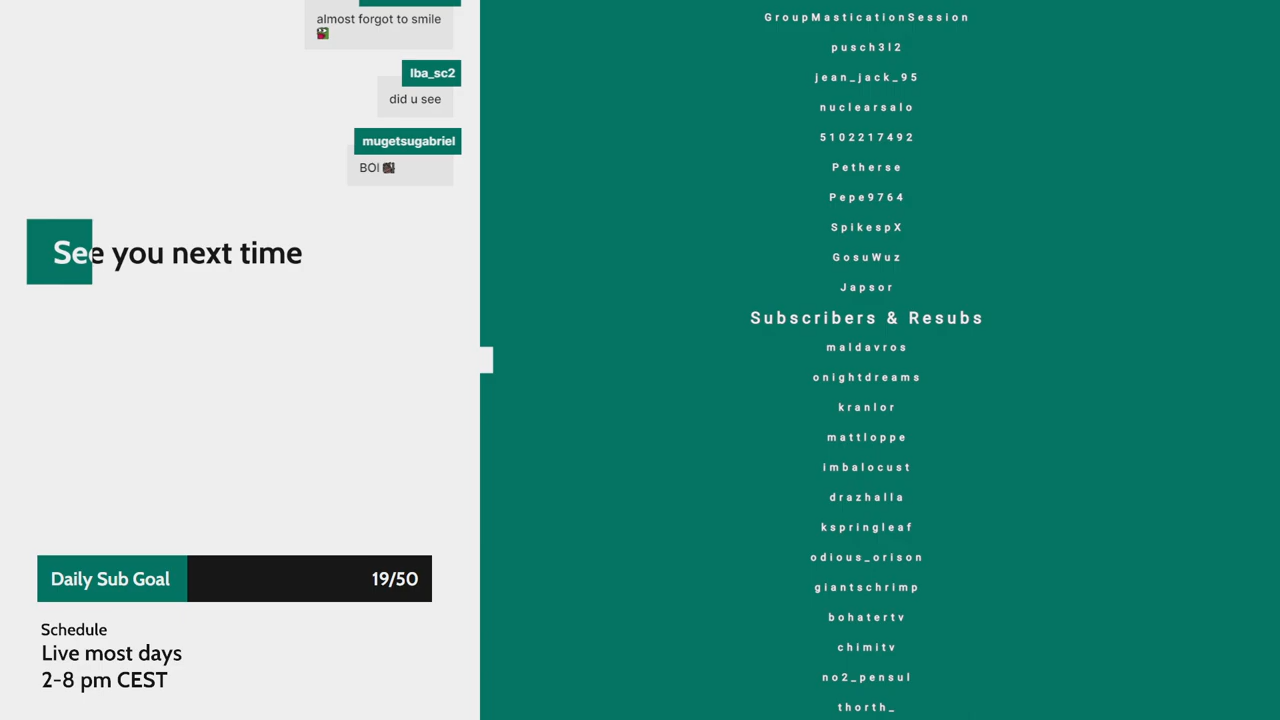 almost forgot to smile
lba_sc2
did u see
mugetsugabriel
BOI
See you next time
Daily Sub Goal
19/50
Schedule
Live most days
2-8 pm CEST
GroupMasticationSession
pusch3l2
jean_jack_95
nuclearsalo
5102217492
Petherse
Pepe9764
SpikespX
GosuWuz
Japsor
Subscribers & Resubs
maldavros
onightdreams
kranlor
mattloppe
imbalocust
drazhalla
kspringleaf
odious_orison
giantschrimp
bohatertv
chimitv
no2_pensul
thorth_